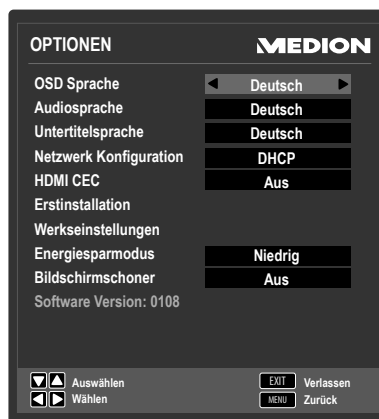 OPTIONEN MEDION
OSD Sprache Deutsch
Audiosprache Deutsch
Untertitelsprache Deutsch
Netzwerk Konfiguration DHCP
HDMI CEC Aus
Erstinstallation
Werkseinstellungen
Energiesparmodus Niedrig
Bildschirmschoner Aus
Software Version: 0108
Auswählen EXIT Verlassen
Wählen MENU Zurück